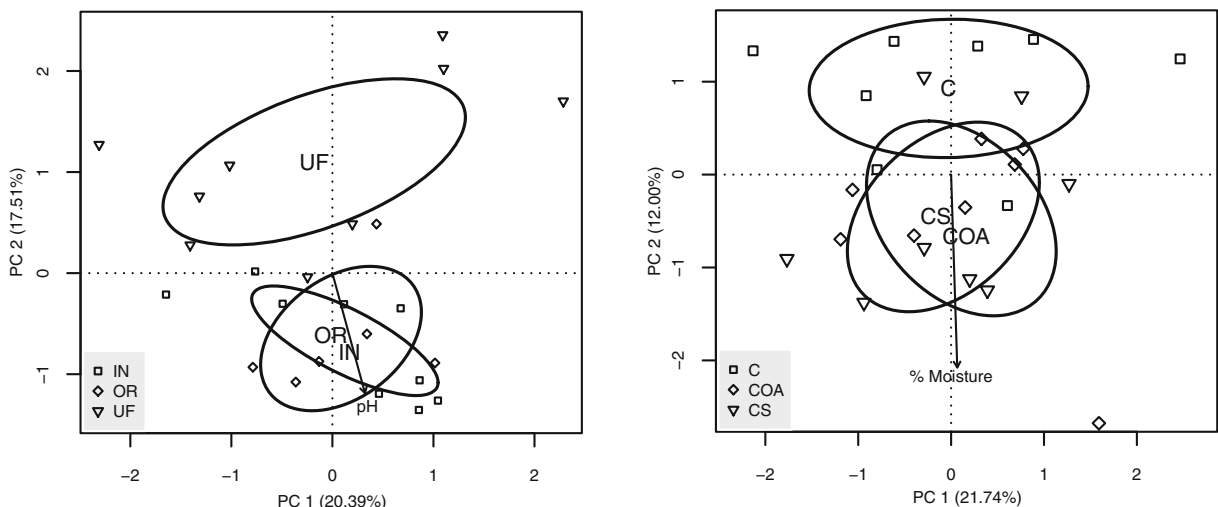 PC 2 (17.51%)
2
1
0
−1
UF
OR
IN
pH
IN
OR
UF
−2
−1
0
1
2
PC 1 (20.39%)
PC 2 (12.00%)
1
0
−1
−2
C
CS
COA
% Moisture
C
COA
CS
−2
−1
0
1
2
PC 1 (21.74%)